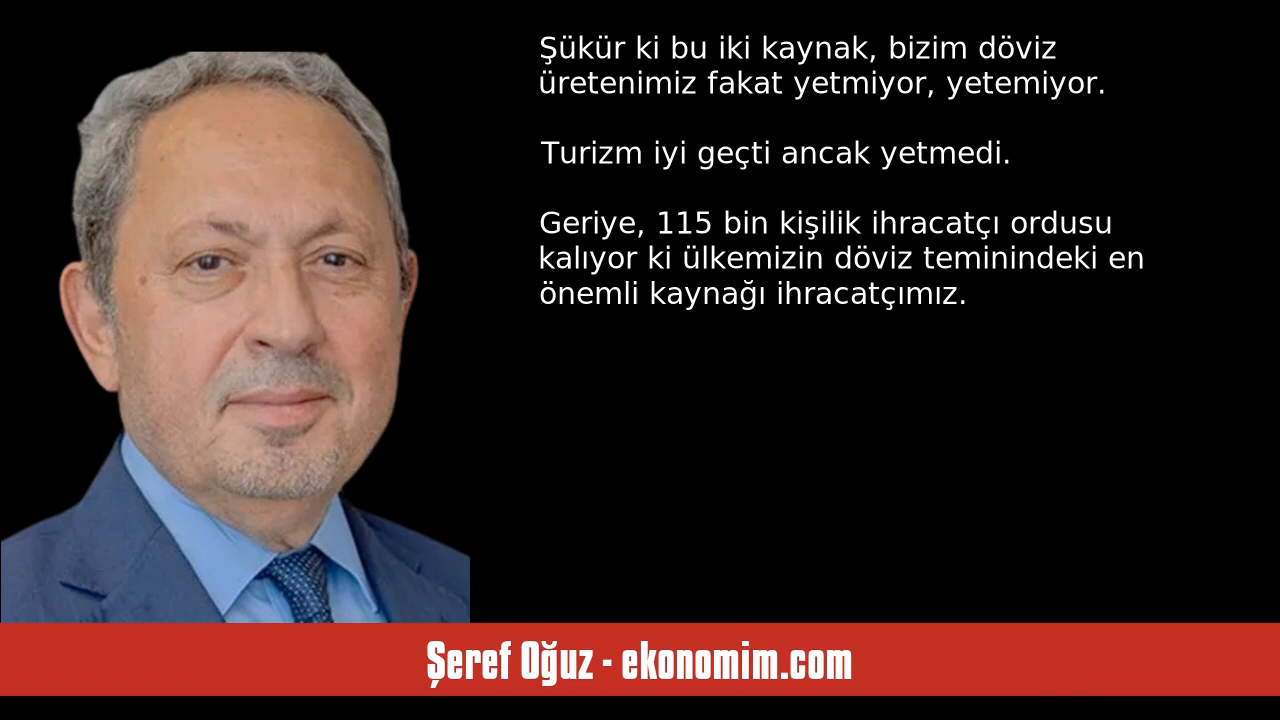 Şükür ki bu iki kaynak, bizim döviz
üretenimiz fakat yetmiyor, yetemiyor.
Turizm iyi geçti ancak yetmedi.
Geriye, 115 bin kişilik ihracatçı ordusu
kalıyor ki ülkemizin döviz teminindeki en
önemli kaynağı ihracatçımız.
Şeref Oğuz - ekonomim.com